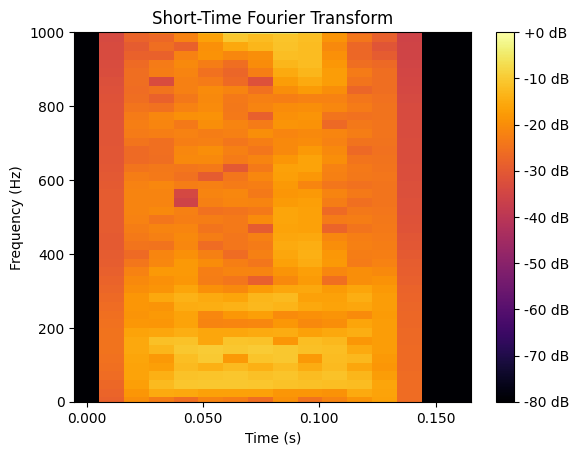 Short-Time Fourier Transform
1000
800
600
400
200
0
Frequency (Hz)
0.000
0.050
0.100
0.150
Time (s)
+0 dB
-10 dB
-20 dB
-30 dB
-40 dB
-50 dB
-60 dB
-70 dB
-80 dB